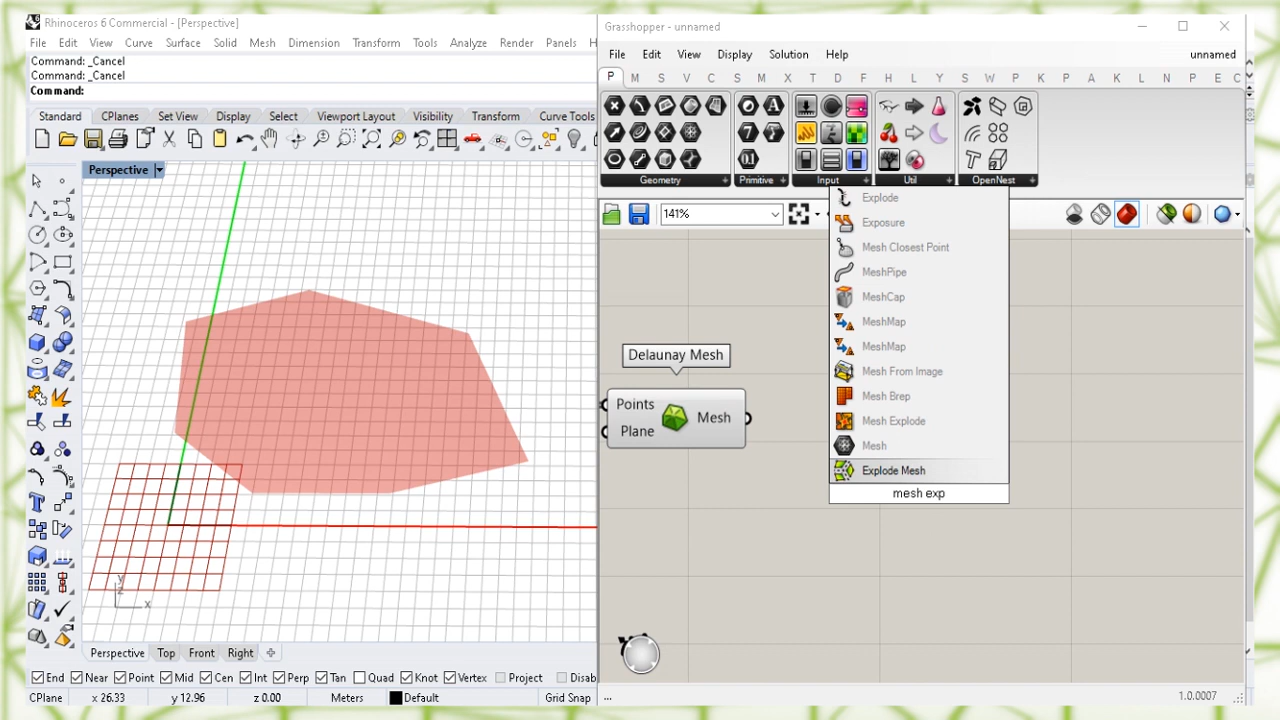 Rhinoceros 6 Commercial - [Perspective]
File Edit View Curve Surface Solid Mesh Dimension Transform Tools Analyze Render Panels H
Command: _Cancel
Command: _Cancel
Command:
Standard CPlanes Set View Display Select Viewport Layout Visibility Transform Curve Tools
Perspective
y
z
x
Perspective Top Front Right
End Near Point Mid Cen Int Perp Tan Quad Knot Vertex Project Disab
CPlane x 26.33 y 12.96 z 0.00 Meters Default Grid Snap
Grasshopper - unnamed
File Edit View Display Solution Help unnamed
P M S V C S M X T D F H L Y S W P K P A K L N P E C
Geometry Primitive Input Util OpenNest
141%
Explode
Exposure
Mesh Closest Point
MeshPipe
MeshCap
MeshMap
MeshMap
Mesh From Image
Mesh Brep
Mesh Explode
Mesh
Explode Mesh
mesh exp
Delaunay Mesh
Points
Plane
Mesh
...
1.0.0007